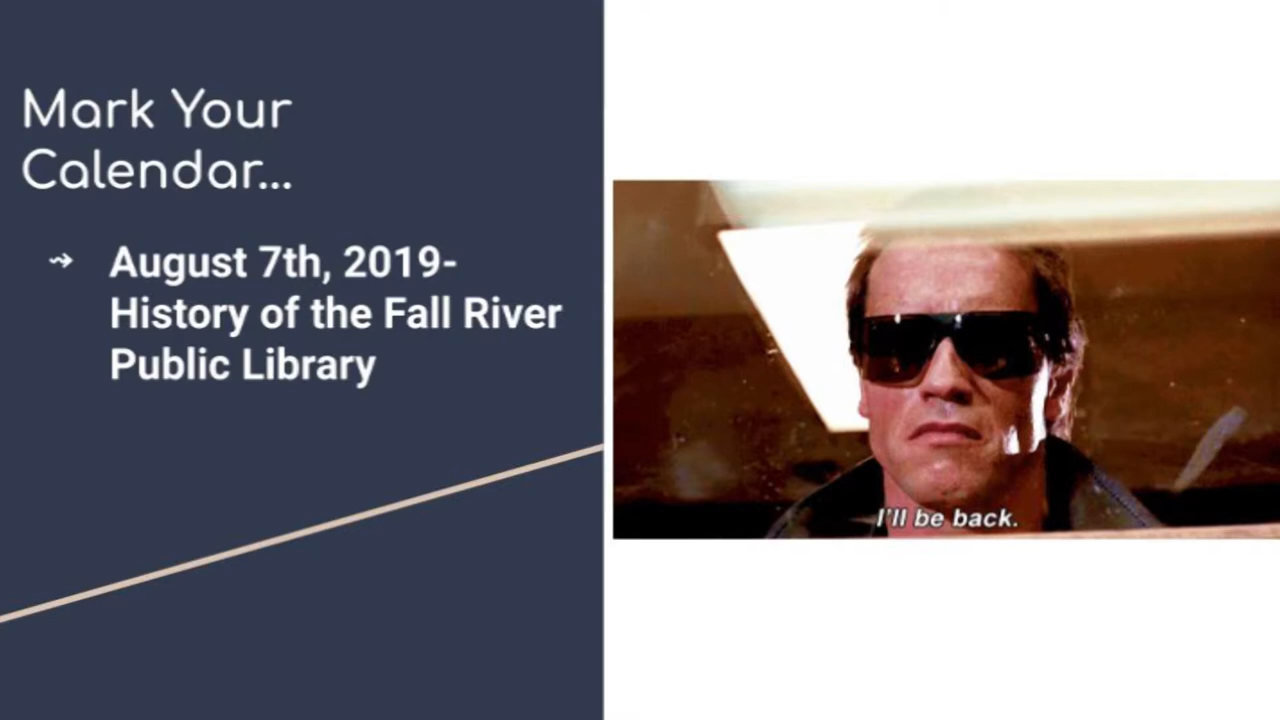 Mark Your
Calendar...
⇝ August 7th, 2019-
History of the Fall River
Public Library
I'll be back.